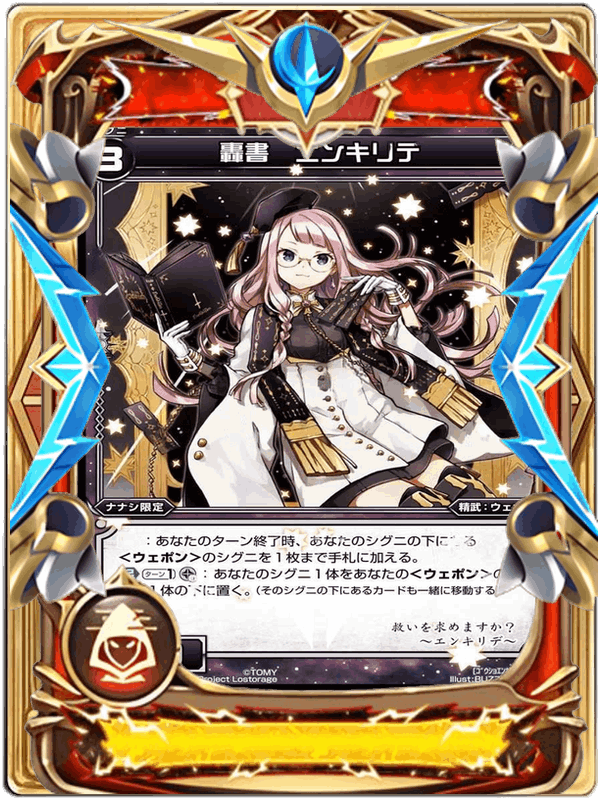 3
轟書 エンキリデ
ナナシ限定
精武：ウェ
：あなたのターン終了時、あなたのシグニの下にある
＜ウェポン＞のシグニを１枚まで手札に加える。
ターン1：あなたのシグニ１体をあなたの＜ウェポン＞の
１体の下に置く。（そのシグニの下にあるカードも一緒に移動する
救いを求めますか？
～エンキリデ～
©TOMY
Project Lostorage
Illust:BUZZ